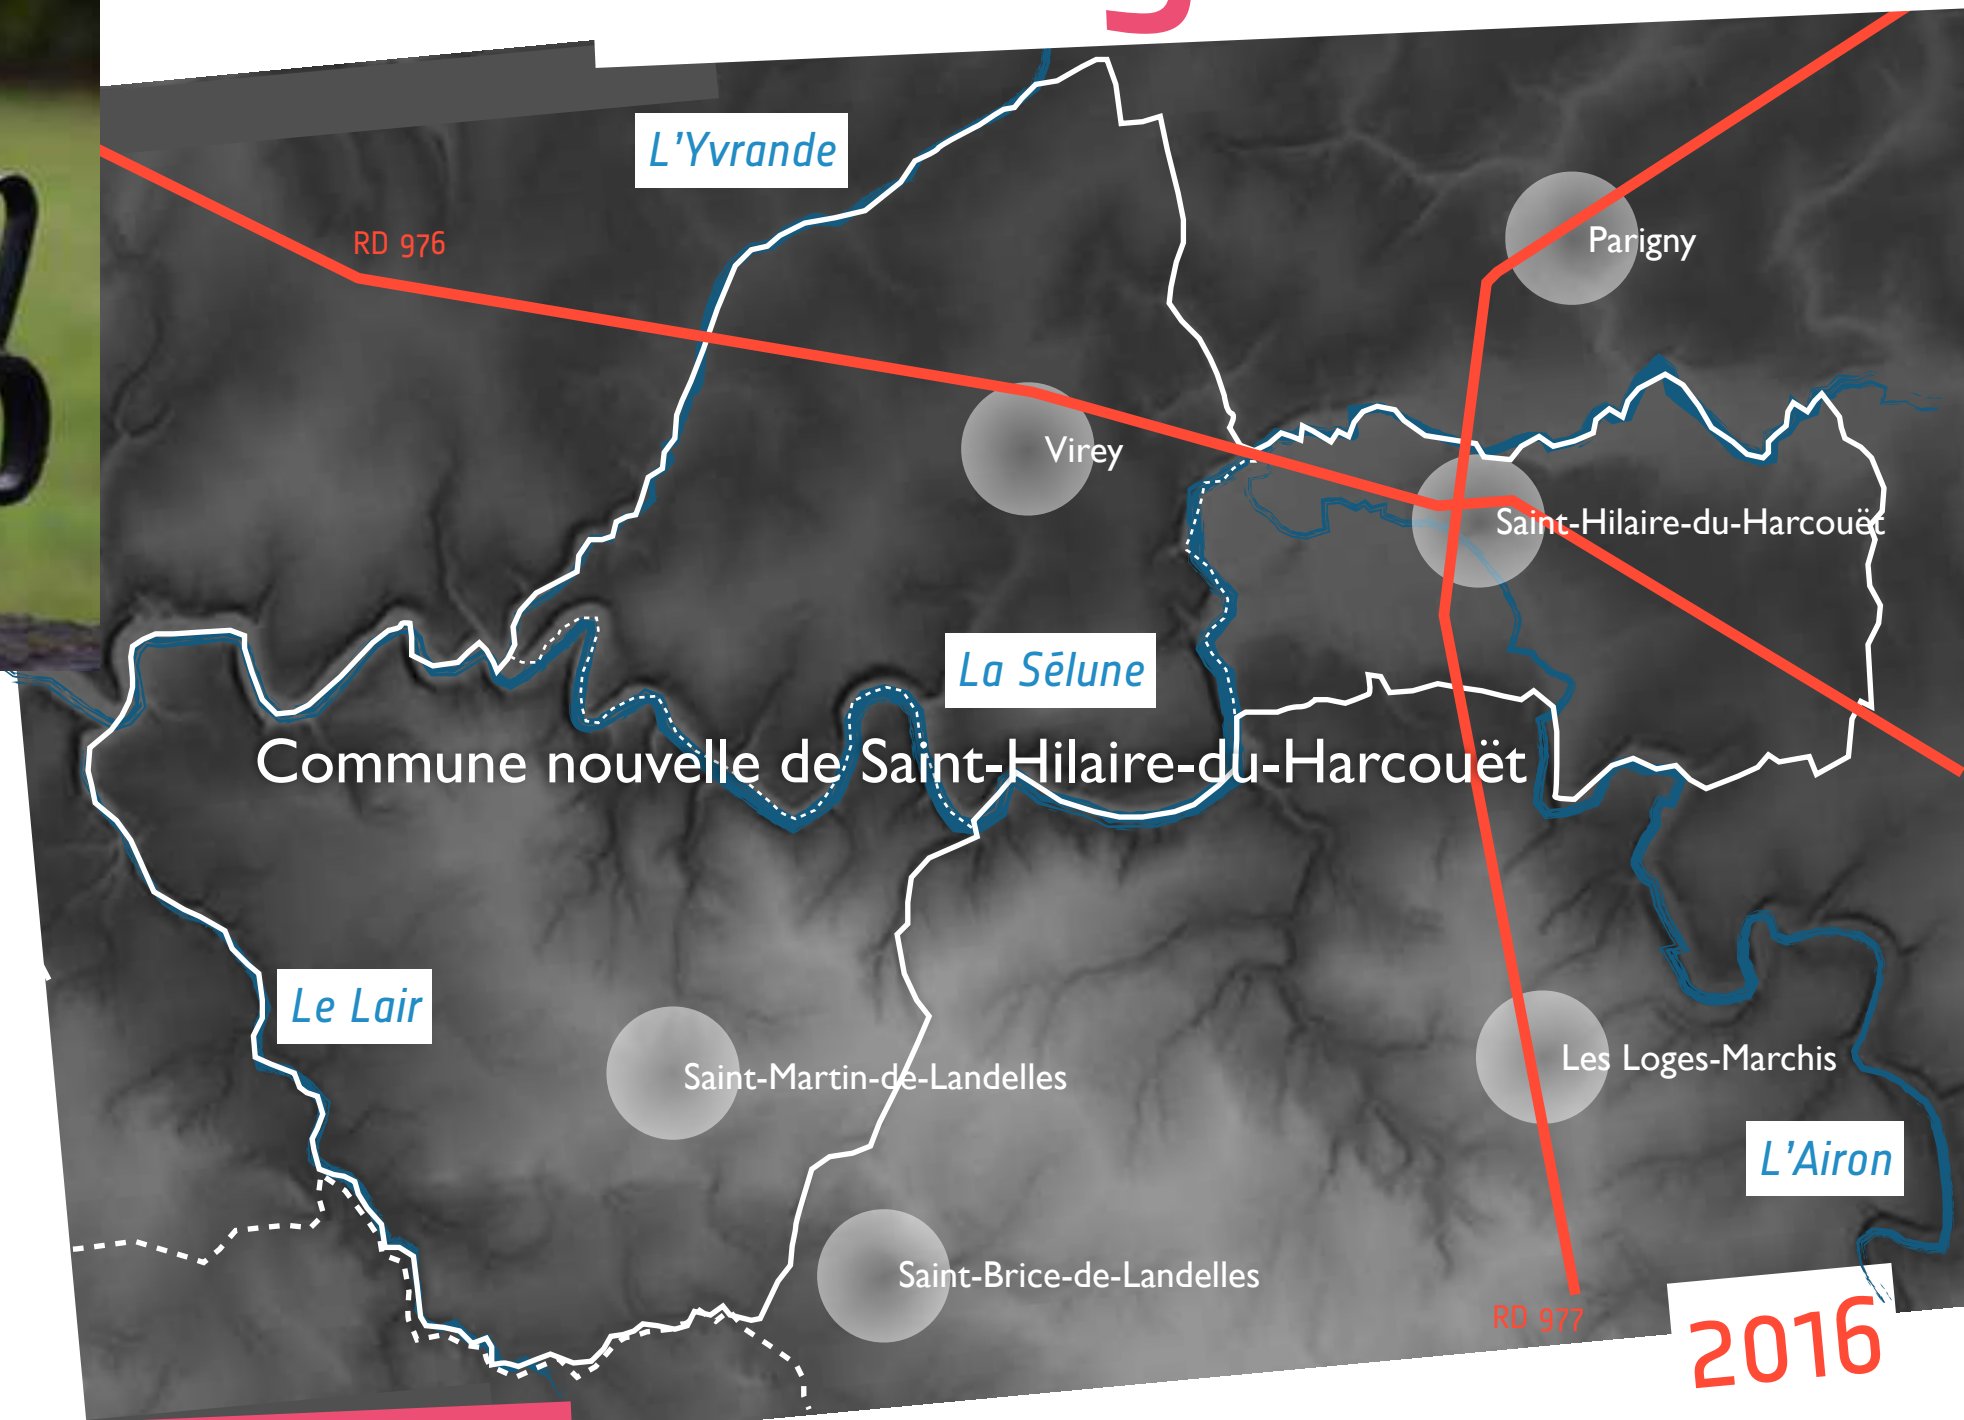 L'Yvrande
RD 976
Parigny
Virey
Saint-Hilaire-du-Harcouët
La Sélune
Commune nouvelle de Saint-Hilaire-du-Harcouët
Le Lair
Saint-Martin-de-Landelles
Les Loges-Marchis
L'Airon
Saint-Brice-de-Landelles
RD 977
2016